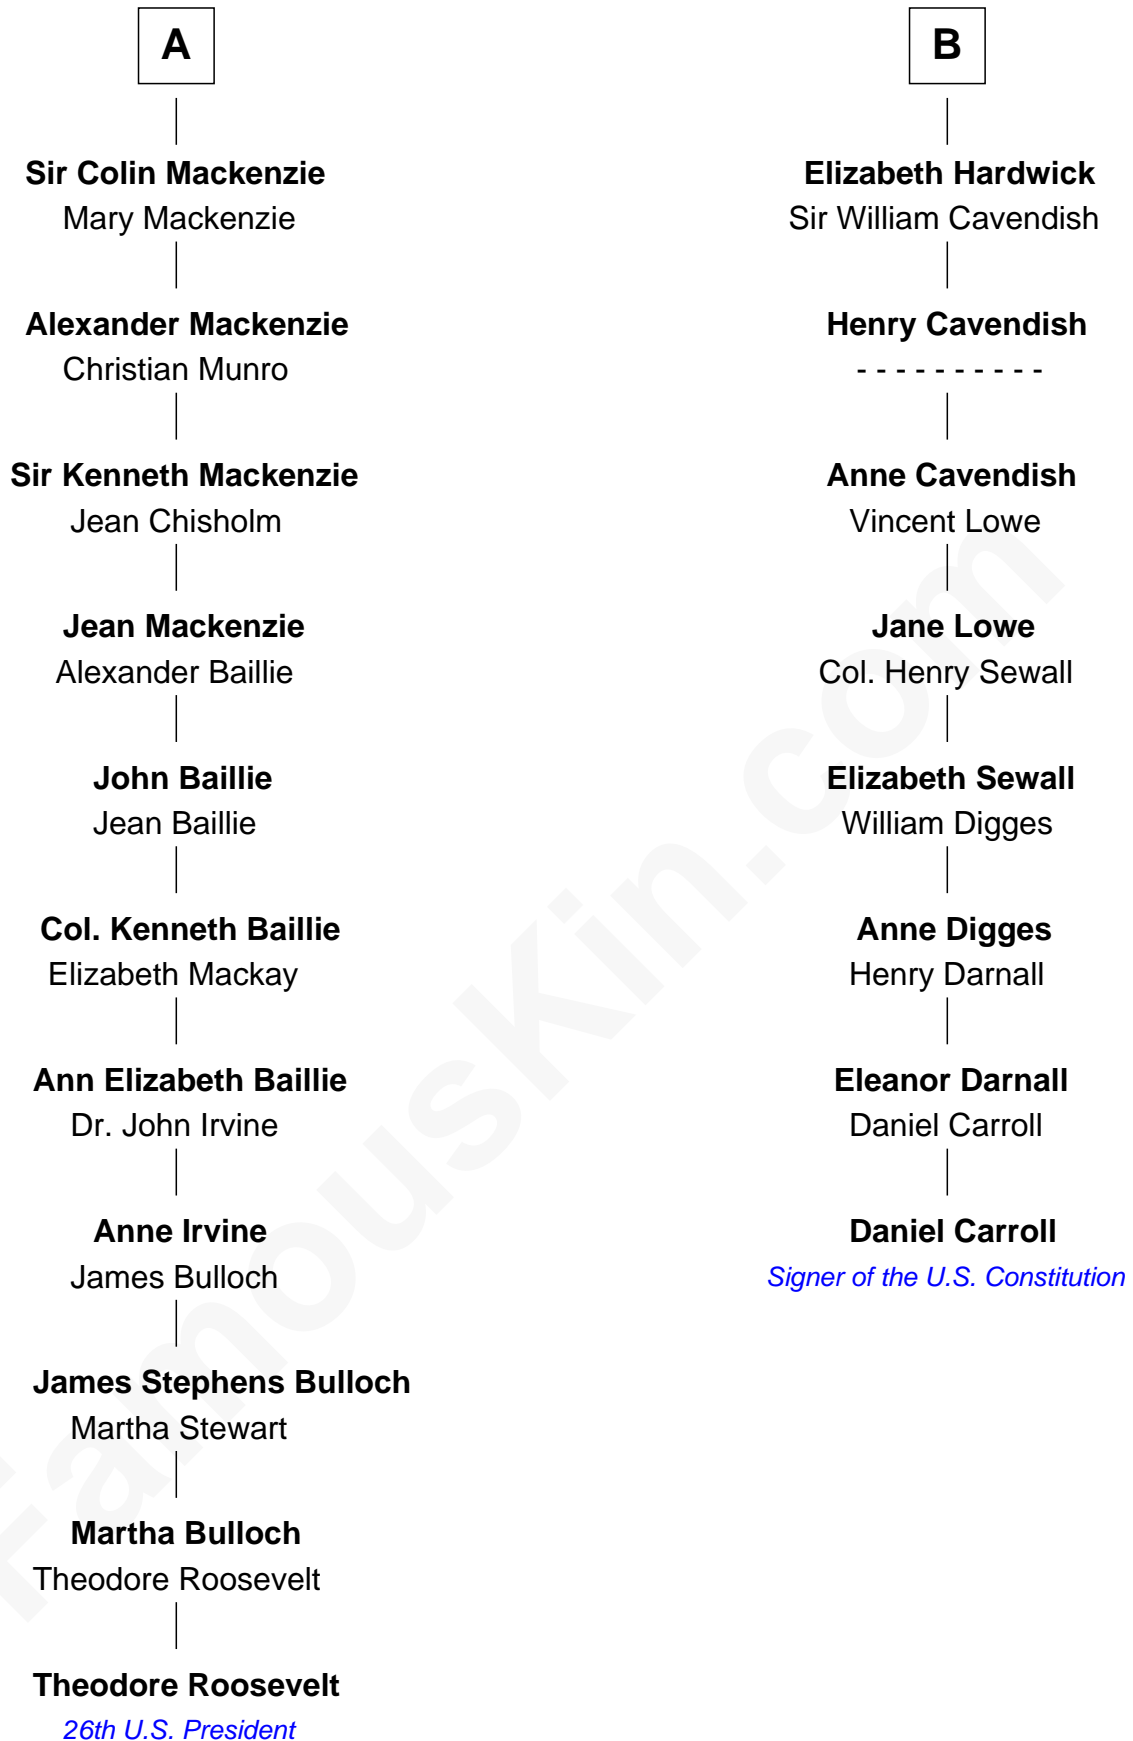 A
Sir Colin Mackenzie
Mary Mackenzie
Alexander Mackenzie
Christian Munro
Sir Kenneth Mackenzie
Jean Chisholm
Jean Mackenzie
Alexander Baillie
John Baillie
Jean Baillie
Col. Kenneth Baillie
Elizabeth Mackay
Ann Elizabeth Baillie
Dr. John Irvine
Anne Irvine
James Bulloch
James Stephens Bulloch
Martha Stewart
Martha Bulloch
Theodore Roosevelt
Theodore Roosevelt
26th U.S. President
B
Elizabeth Hardwick
Sir William Cavendish
Henry Cavendish
- - - - - - - - - -
Anne Cavendish
Vincent Lowe
Jane Lowe
Col. Henry Sewall
Elizabeth Sewall
William Digges
Anne Digges
Henry Darnall
Eleanor Darnall
Daniel Carroll
Daniel Carroll
Signer of the U.S. Constitution
FamousKin.com